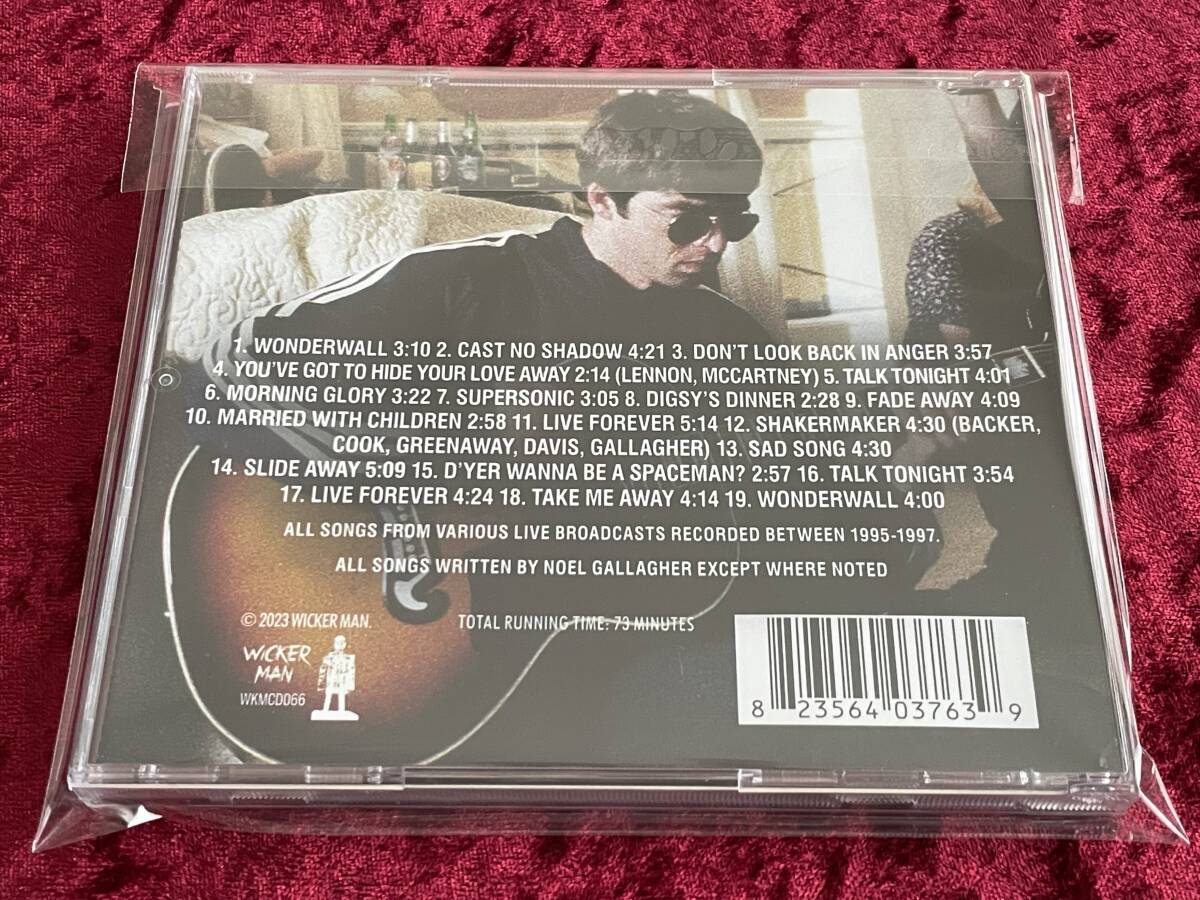 1. WONDERWALL 3:10 2. CAST NO SHADOW 4:21 3. DON'T LOOK BACK IN ANGER 3:57
4. YOU'VE GOT TO HIDE YOUR LOVE AWAY 2:14 (LENNON, MCCARTNEY) 5. TALK TONIGHT 4:01
6. MORNING GLORY 3:22 7. SUPERSONIC 3:05 8. DIGSY'S DINNER 2:28 9. FADE AWAY 4:09
10. MARRIED WITH CHILDREN 2:58 11. LIVE FOREVER 5:14 12. SHAKERMAKER 4:30 (BACKER,
COOK, GREENAWAY, DAVIS, GALLAGHER) 13. SAD SONG 4:30
14. SLIDE AWAY 5:09 15. D'YER WANNA BE A SPACEMAN? 2:57 16. TALK TONIGHT 3:54
17. LIVE FOREVER 4:24 18. TAKE ME AWAY 4:14 19. WONDERWALL 4:00
ALL SONGS FROM VARIOUS LIVE BROADCASTS RECORDED BETWEEN 1995-1997.
ALL SONGS WRITTEN BY NOEL GALLAGHER EXCEPT WHERE NOTED
© 2023 WICKER MAN.
TOTAL RUNNING TIME: 73 MINUTES
WICKER
MAN
WKMCD066
8 23564 03763 9